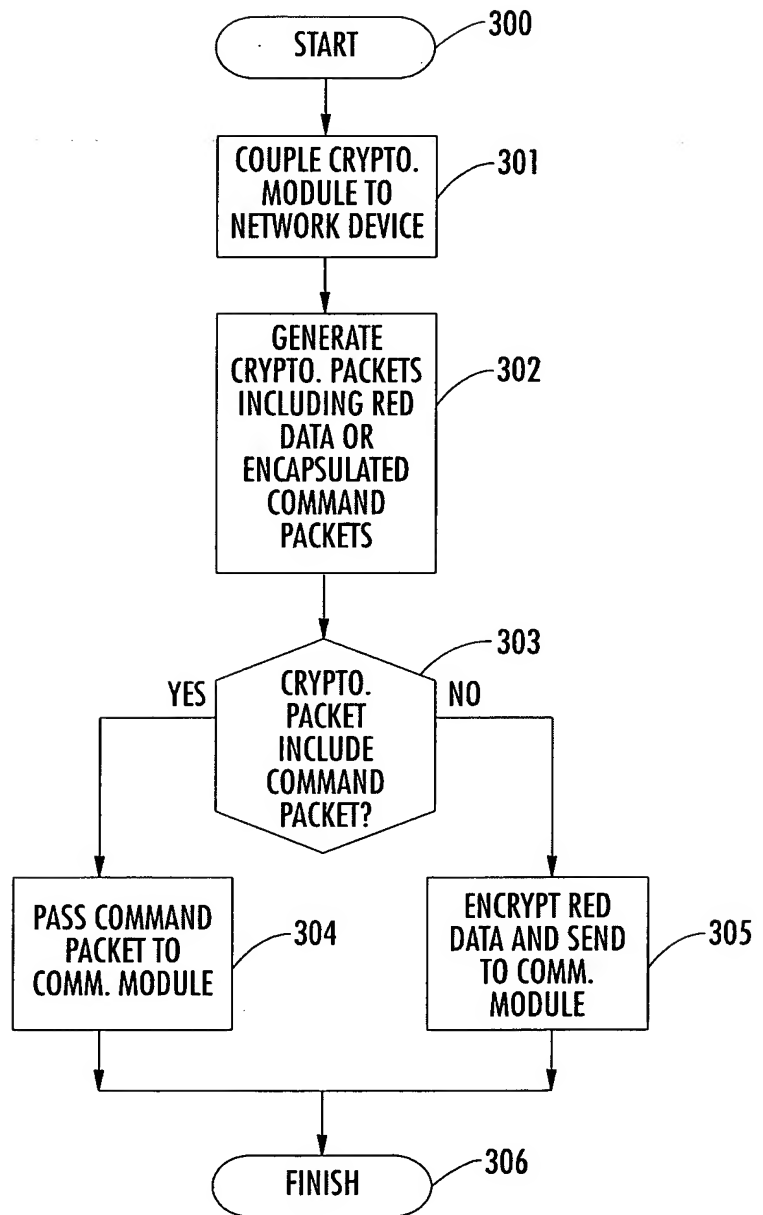 START
300
COUPLE CRYPTO.
MODULE TO
NETWORK DEVICE
301
GENERATE
CRYPTO. PACKETS
INCLUDING RED
DATA OR
ENCAPSULATED
COMMAND
PACKETS
302
303
YES
CRYPTO.
PACKET
INCLUDE
COMMAND
PACKET?
NO
PASS COMMAND
PACKET TO
COMM. MODULE
304
ENCRYPT RED
DATA AND SEND
TO COMM.
MODULE
305
FINISH
306